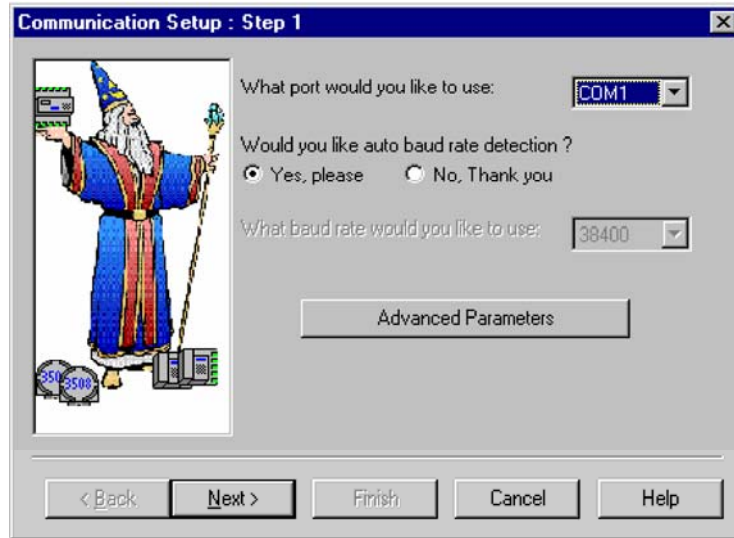 Communication Setup : Step 1
What port would you like to use: COM1
Would you like auto baud rate detection ?
Yes, please No, Thank you
What baud rate would you like to use: 38400
Advanced Parameters
350 3508
< Back Next > Finish Cancel Help